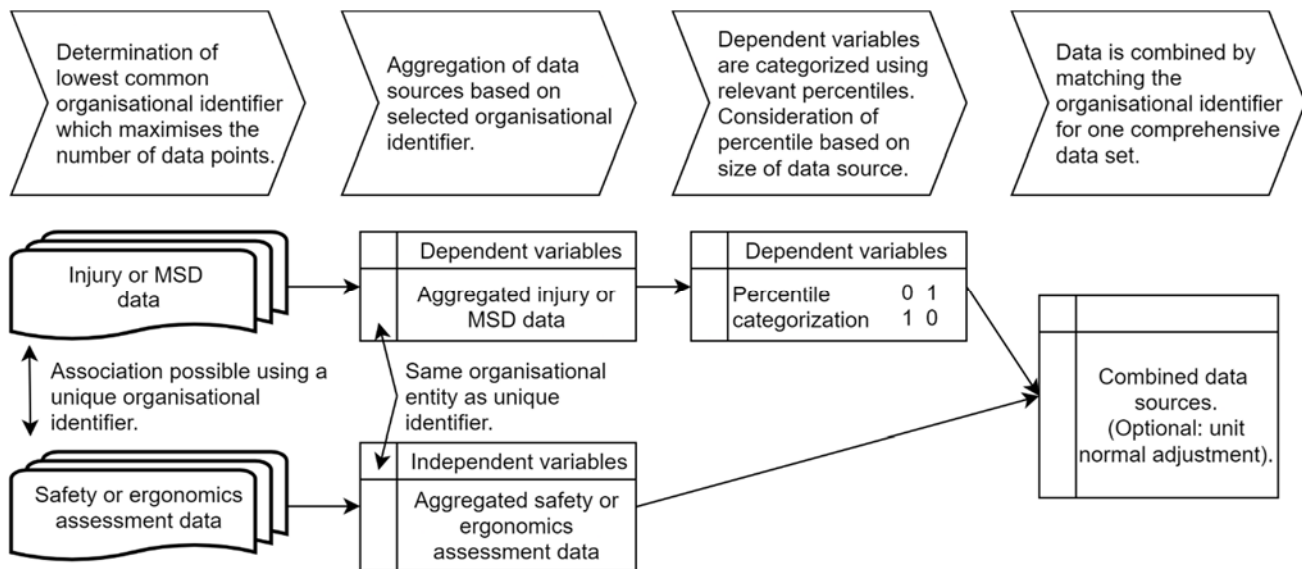 Determination of
lowest common
organisational identifier
which maximises the
number of data points.
Aggregation of data
sources based on
selected organisational
identifier.
Dependent variables
are categorized using
relevant percentiles.
Consideration of
percentile based on
size of data source.
Data is combined by
matching the
organisational identifier
for one comprehensive
data set.
Injury or MSD
data
Dependent variables
Aggregated injury or
MSD data
Dependent variables
Percentile 0 1
categorization 1 0
Association possible using a
unique organisational
identifier.
Same organisational
entity as unique
identifier.
Combined data
sources.
(Optional: unit
normal adjustment).
Safety or ergonomics
assessment data
Independent variables
Aggregated safety or
ergonomics
assessment data